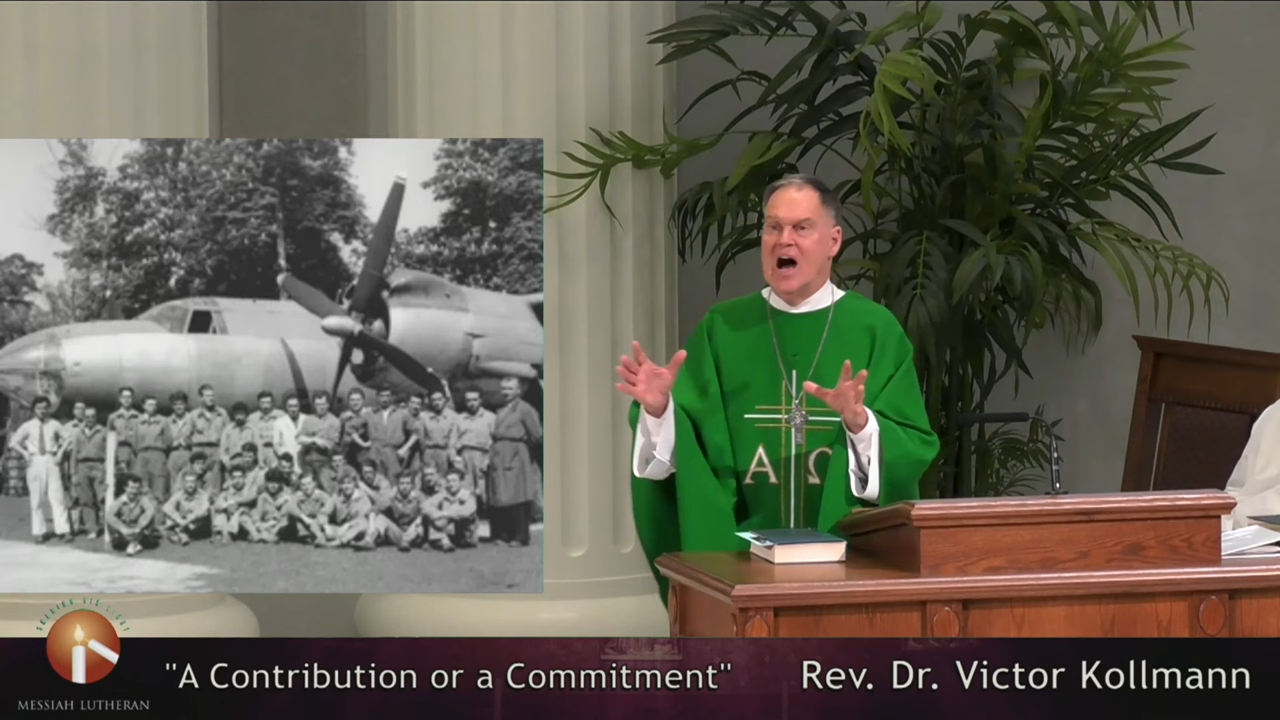 Α Ω
"A Contribution or a Commitment"
Rev. Dr. Victor Kollmann
MESSIAH LUTHERAN